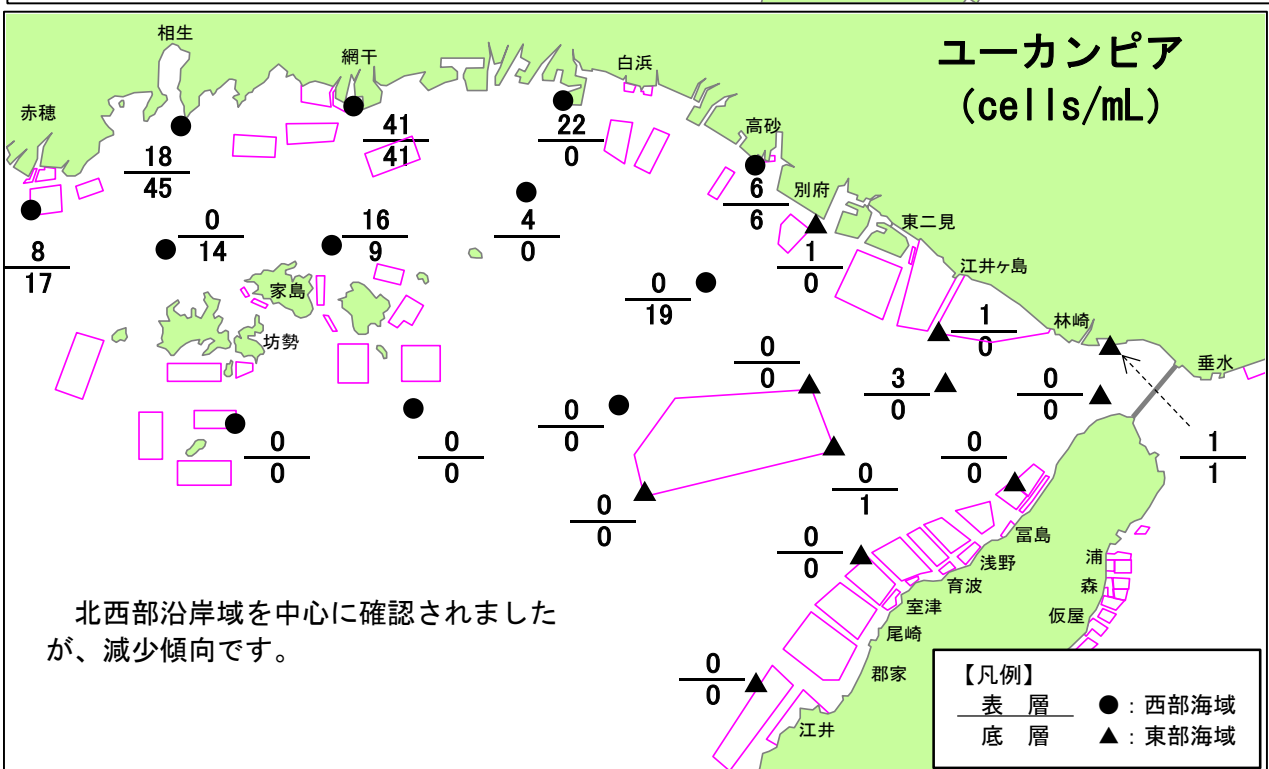 相生
網干
白浜
ユーカンピア
(cells/mL)
赤穂
高砂
41
41
22
0
18
45
6
6
別府
東二見
0
14
16
9
4
0
8
17
1
0
江井ヶ島
家島
0
19
1
0
林崎
坊勢
垂水
0
0
3
0
0
0
0
0
0
0
0
0
0
0
1
1
0
1
0
0
0
0
富島
浅野
育波
室津
尾崎
郡家
江井
浦
森
仮屋
北西部沿岸域を中心に確認されました
が、減少傾向です。
0
0
【凡例】
表 層 ●:西部海域
底 層 ▲:東部海域